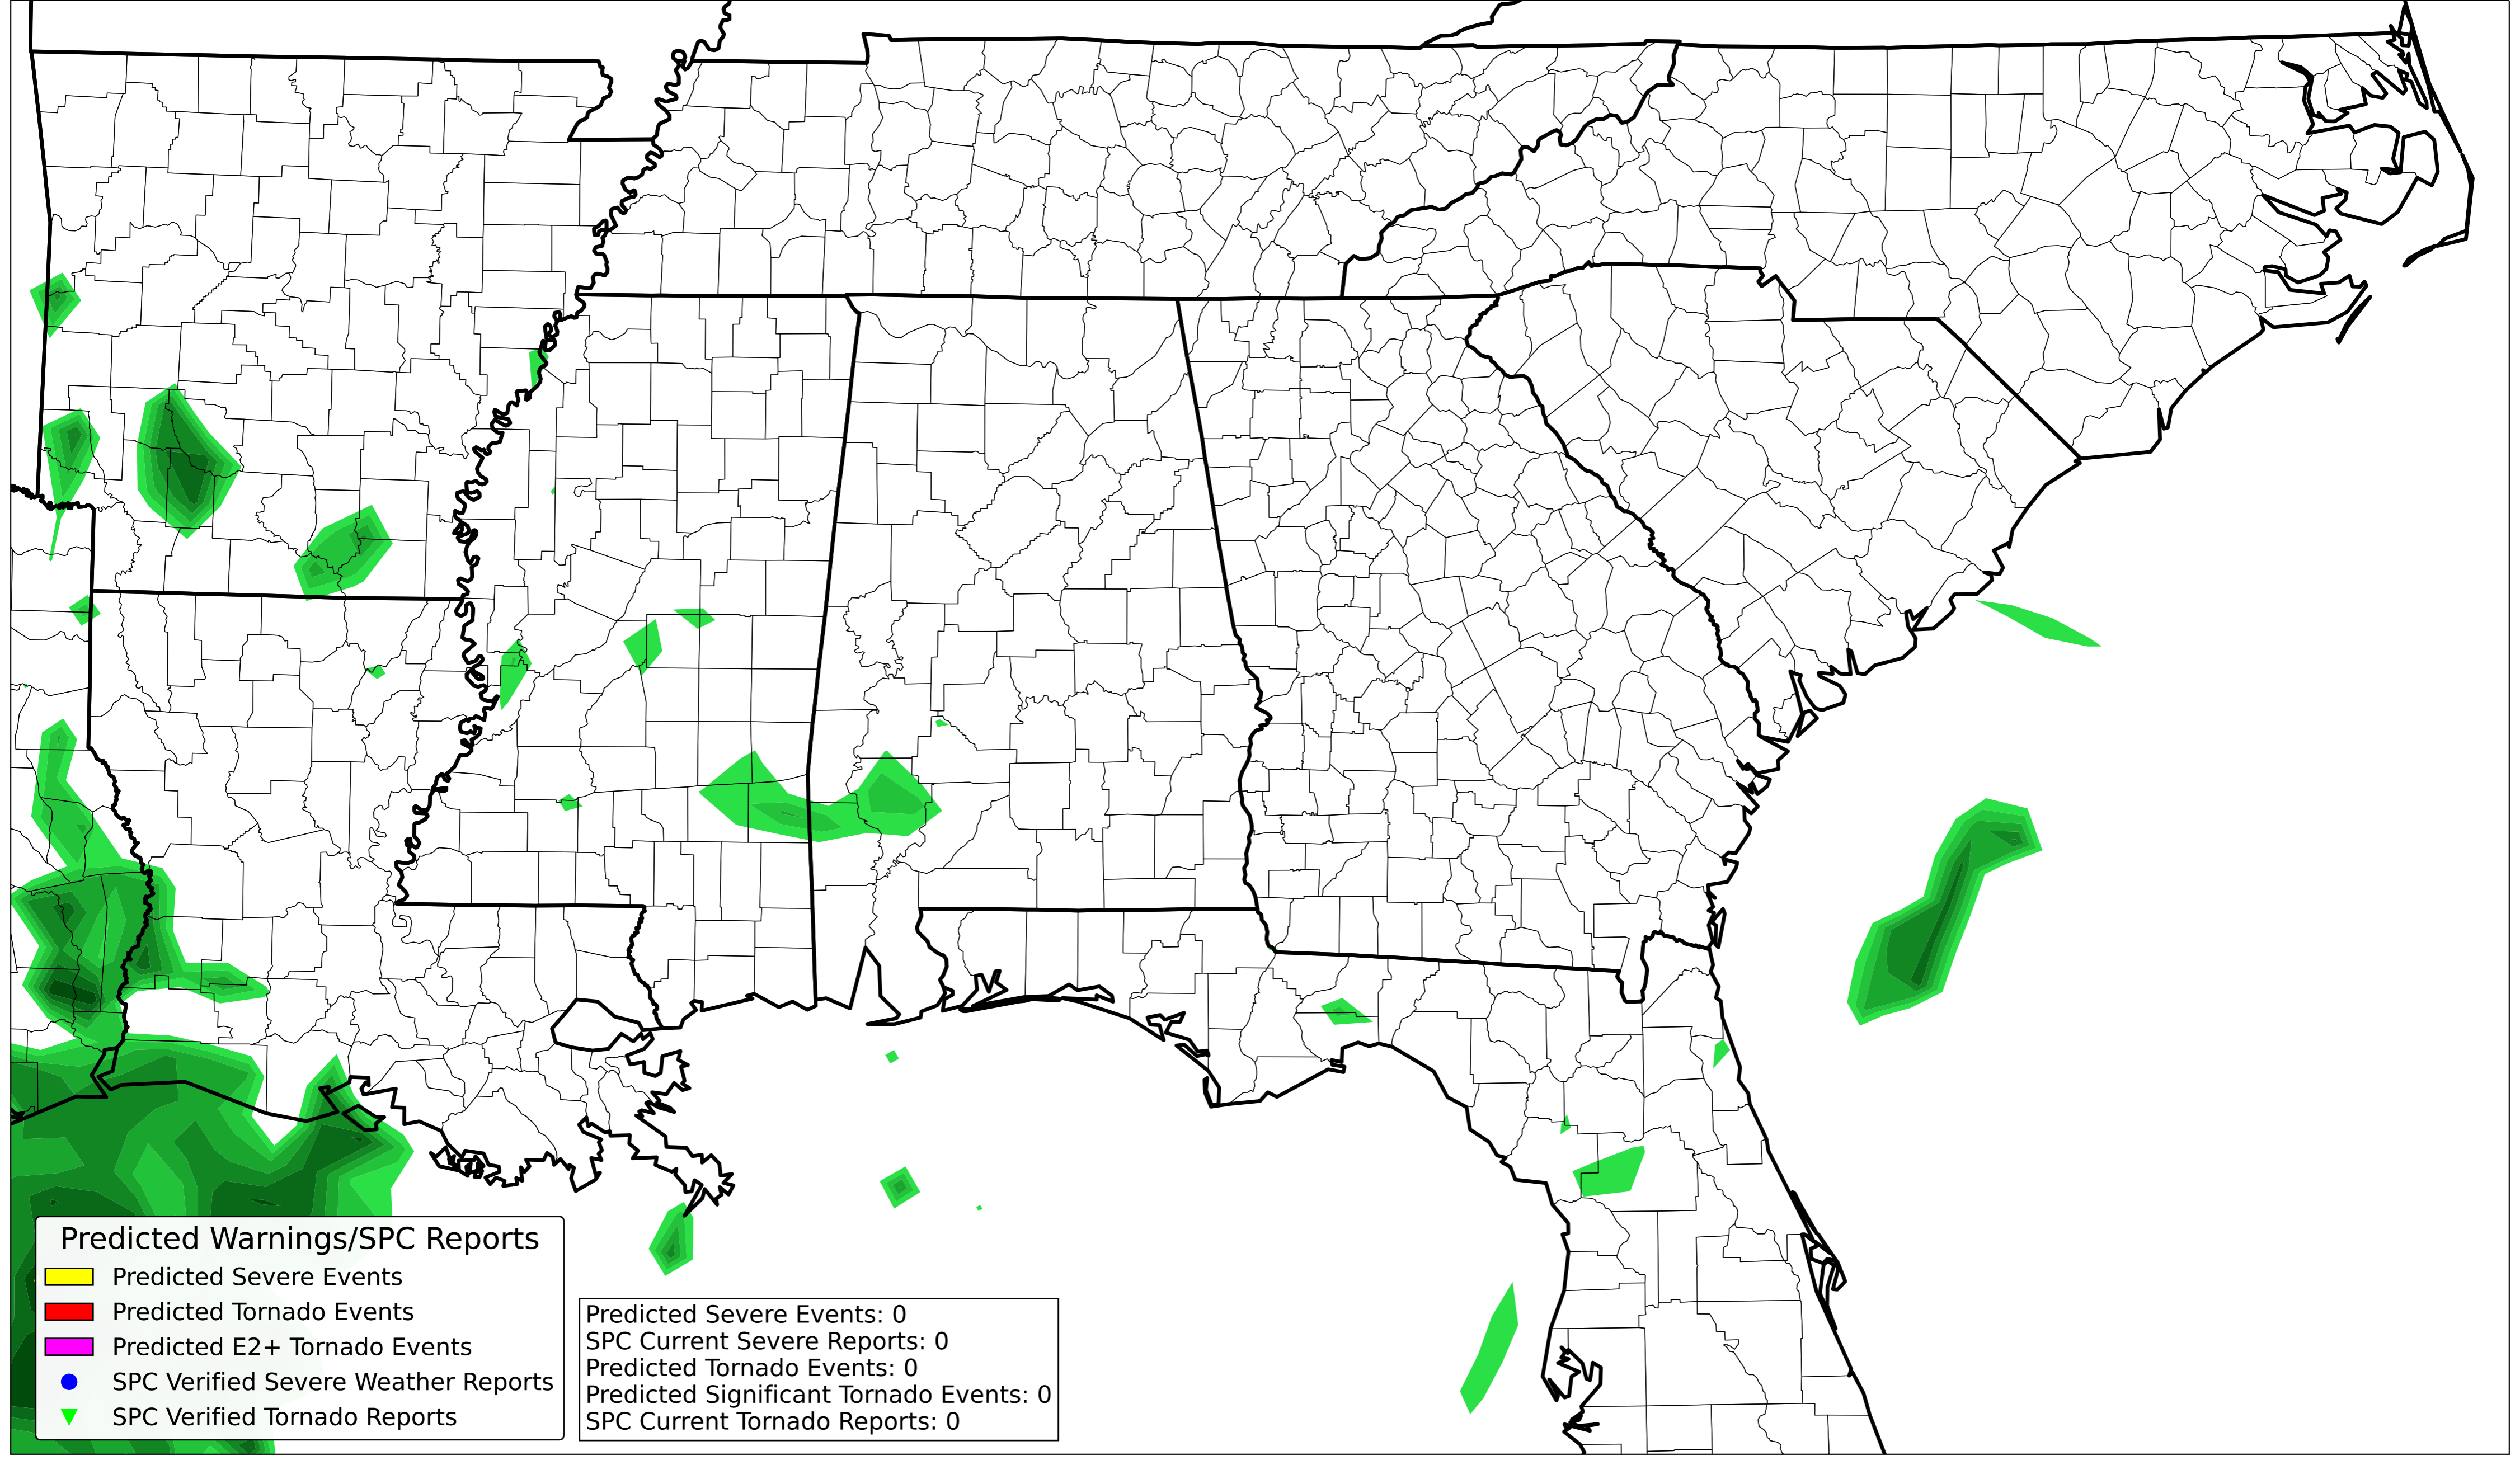 Predicted Warnings/SPC Reports
Predicted Severe Events
Predicted Tornado Events
Predicted E2+ Tornado Events
SPC Verified Severe Weather Reports
SPC Verified Tornado Reports
Predicted Severe Events: 0
SPC Current Severe Reports: 0
Predicted Tornado Events: 0
Predicted Significant Tornado Events: 0
SPC Current Tornado Reports: 0